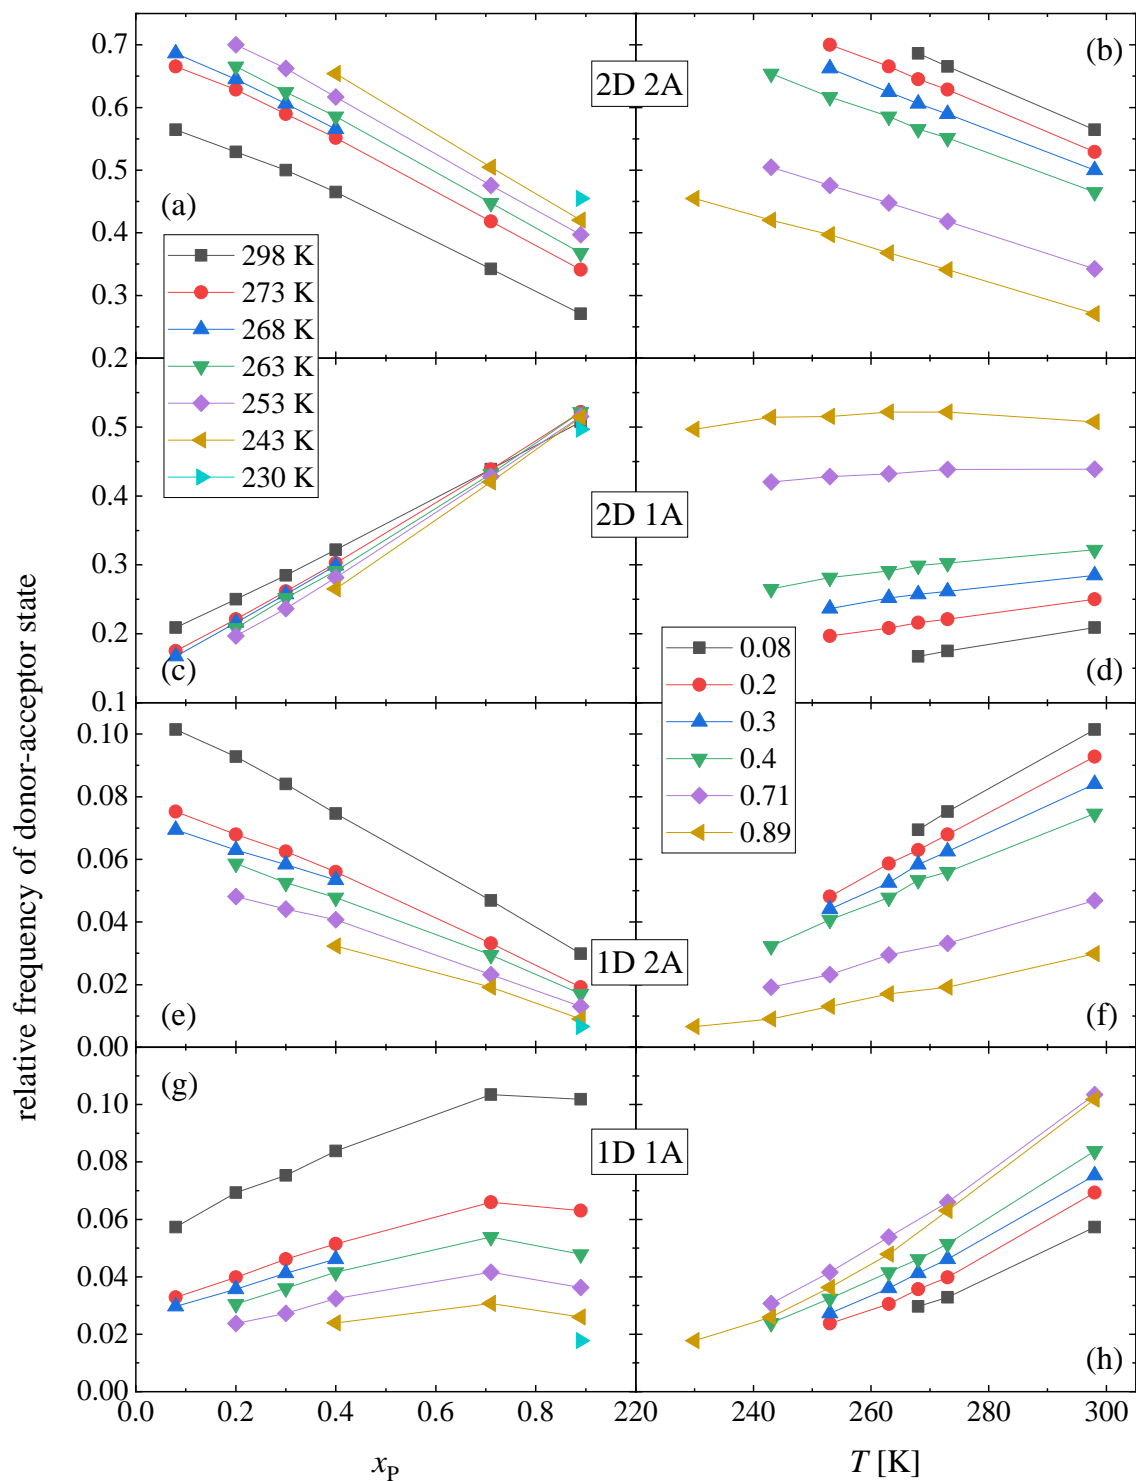 relative frequency of donor-acceptor state
0.7
0.6
0.5
0.4
0.3
0.2
(a)
2D 2A
(b)
298 K
273 K
268 K
263 K
253 K
243 K
230 K
0.5
0.4
0.3
0.2
0.1
(c)
2D 1A
(d)
0.08
0.2
0.3
0.4
0.71
0.89
0.10
0.08
0.06
0.04
0.02
0.00
(e)
1D 2A
(f)
0.10
0.08
0.06
0.04
0.02
0.00
(g)
1D 1A
(h)
0.0 0.2 0.4 0.6 0.8 220 240 260 280 300
xP
T [K]